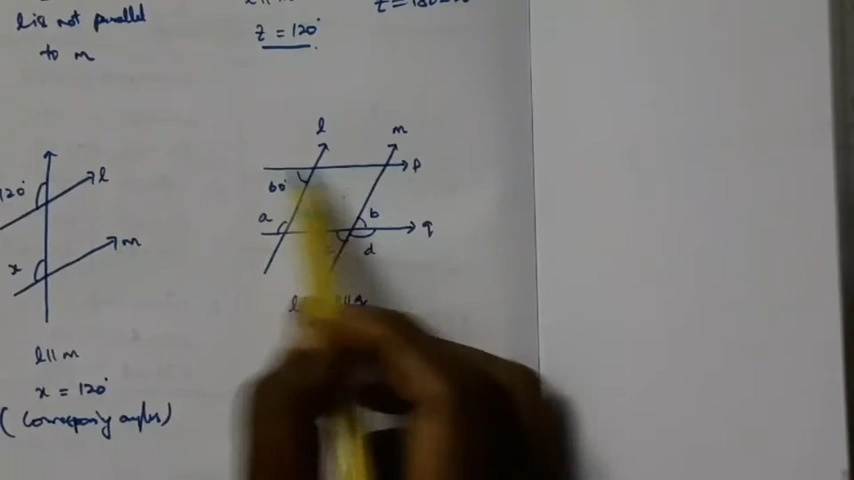 l is not parallel
to m
z = 120°
120°
l
x
m
l || m
x = 120°
(corresponding angles)
l
m
p
60°
a
b
q
d
l